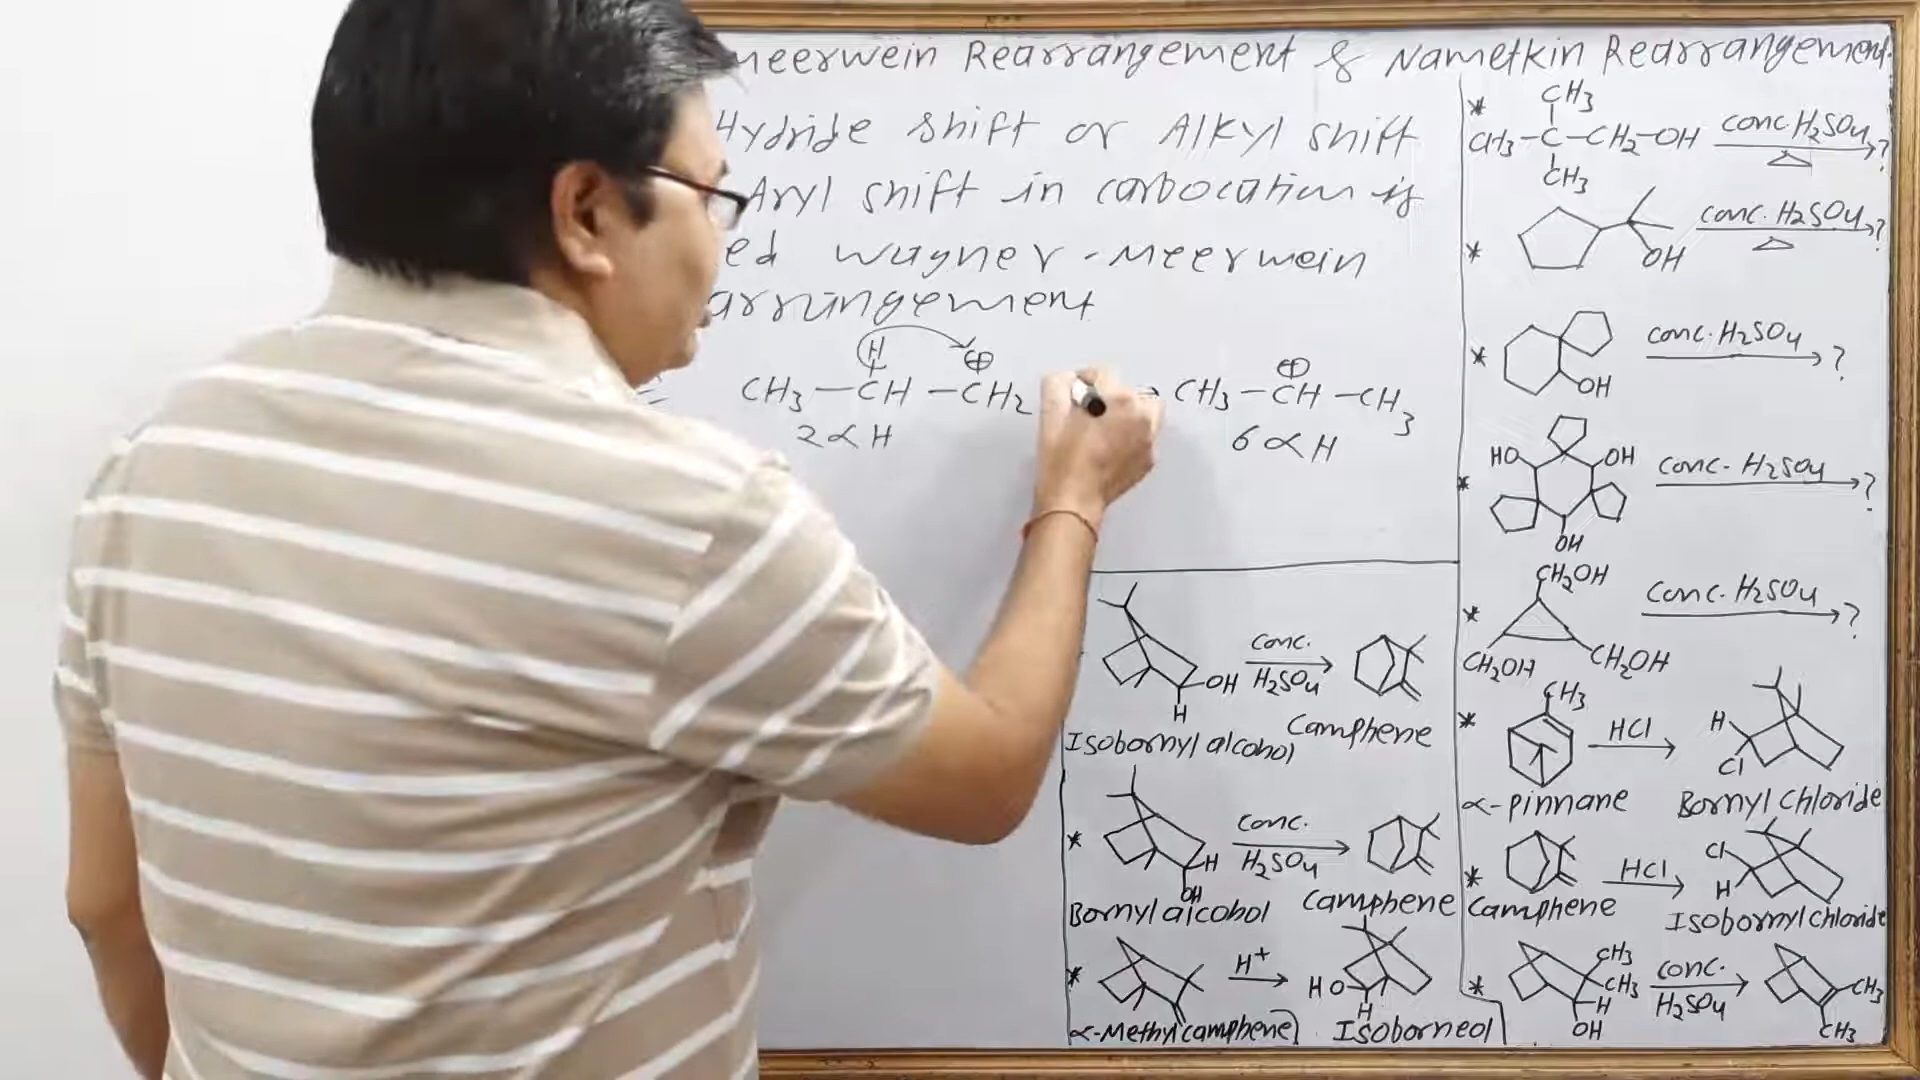 meerwein Rearrangement & Nametkin Rearrangement
Hydride shift or Alkyl shift
Aryl shift in carbocation is
ed wagner-meerwein
arrangement
H ⊕
CH3—CH—CH2 → CH3—CH—CH3
⊕
2∝H 6∝H
* CH3
CH3-C-CH2-OH conc. H2SO4 ?
CH3 △
* OH conc. H2SO4 ?
△
* OH conc. H2SO4 ?
* HO OH conc. H2SO4 ?
OH
* CH2OH conc. H2SO4 ?
CH2OH CH2OH
* CH3 HCl H Cl
∝-pinnane Bornyl chloride
* HCl Cl H
Camphene Isobornyl chloride
* CH3 CH3 H OH conc. H2SO4 CH3 CH3
OH H conc. H2SO4
Isobornyl alcohol Camphene
* H OH conc. H2SO4
Bornyl alcohol Camphene
* H+ HO H
∝-Methyl camphene Isoborneol